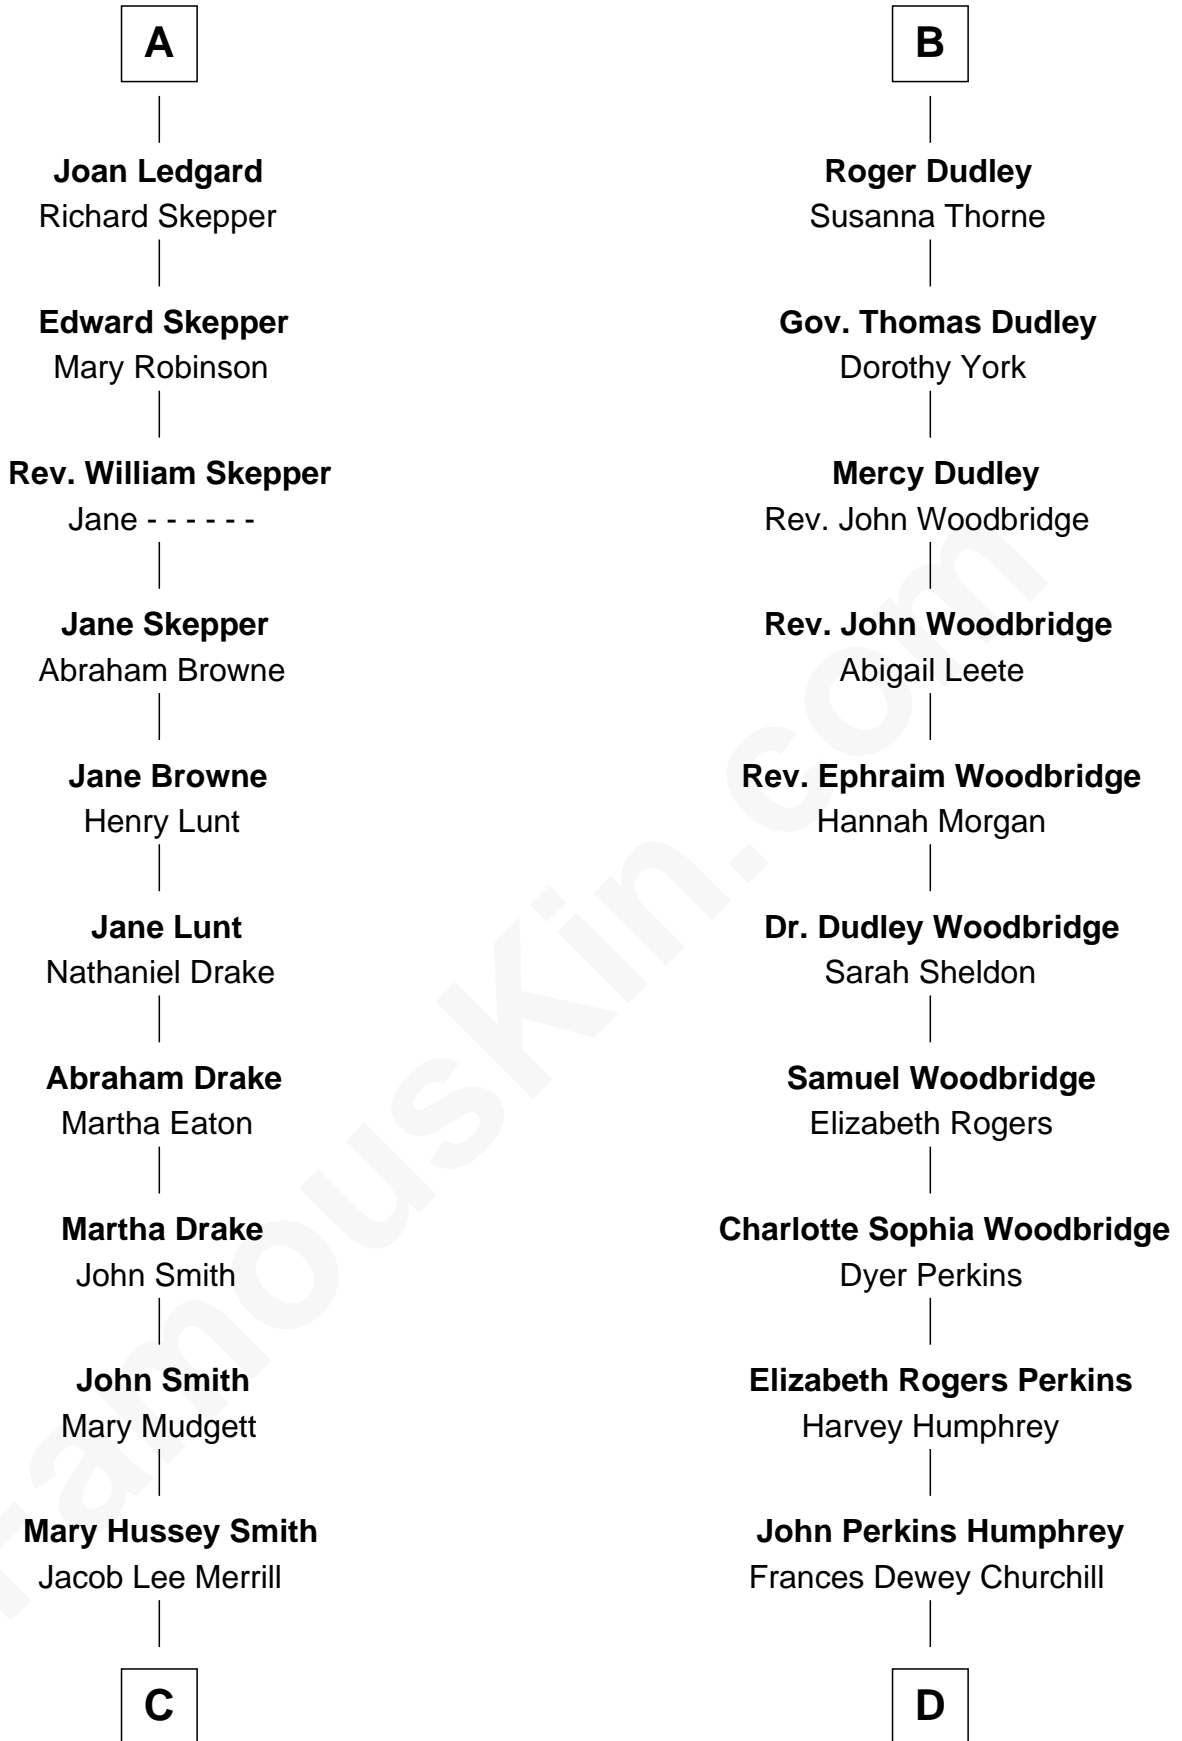 A
Joan Ledgard
Richard Skepper
Edward Skepper
Mary Robinson
Rev. William Skepper
Jane - - - - - -
Jane Skepper
Abraham Browne
Jane Browne
Henry Lunt
Jane Lunt
Nathaniel Drake
Abraham Drake
Martha Eaton
Martha Drake
John Smith
John Smith
Mary Mudgett
Mary Hussey Smith
Jacob Lee Merrill
C
B
Roger Dudley
Susanna Thorne
Gov. Thomas Dudley
Dorothy York
Mercy Dudley
Rev. John Woodbridge
Rev. John Woodbridge
Abigail Leete
Rev. Ephraim Woodbridge
Hannah Morgan
Dr. Dudley Woodbridge
Sarah Sheldon
Samuel Woodbridge
Elizabeth Rogers
Charlotte Sophia Woodbridge
Dyer Perkins
Elizabeth Rogers Perkins
Harvey Humphrey
John Perkins Humphrey
Frances Dewey Churchill
D
FamousKin.com